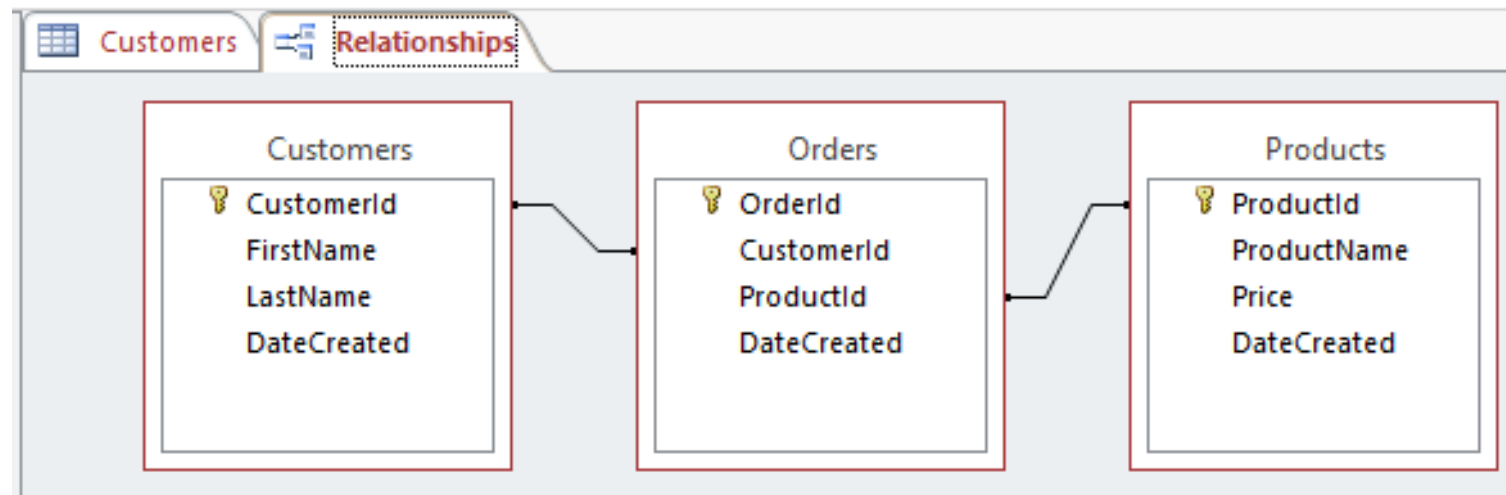 Customers
Relationships
Customers
CustomerId
FirstName
LastName
DateCreated
Orders
OrderId
CustomerId
ProductId
DateCreated
Products
ProductId
ProductName
Price
DateCreated